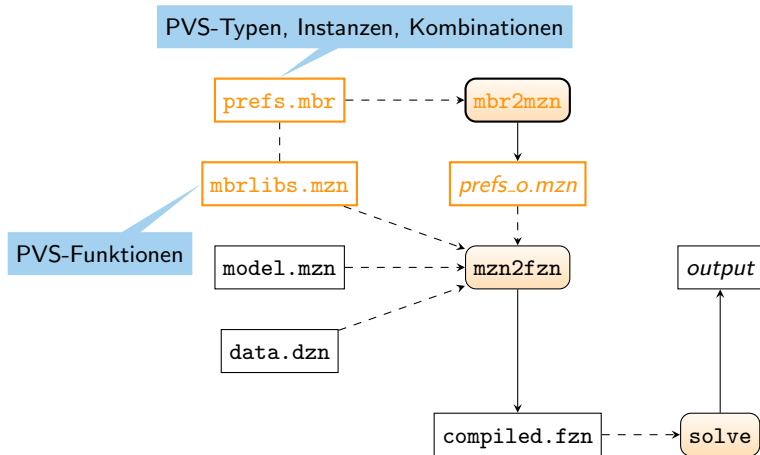 PVS-Typen, Instanzen, Kombinationen
prefs.mbr
mbr2mzn
mbrlibs.mzn
prefs_o.mzn
PVS-Funktionen
model.mzn
mzn2fzn
output
data.dzn
compiled.fzn
solve